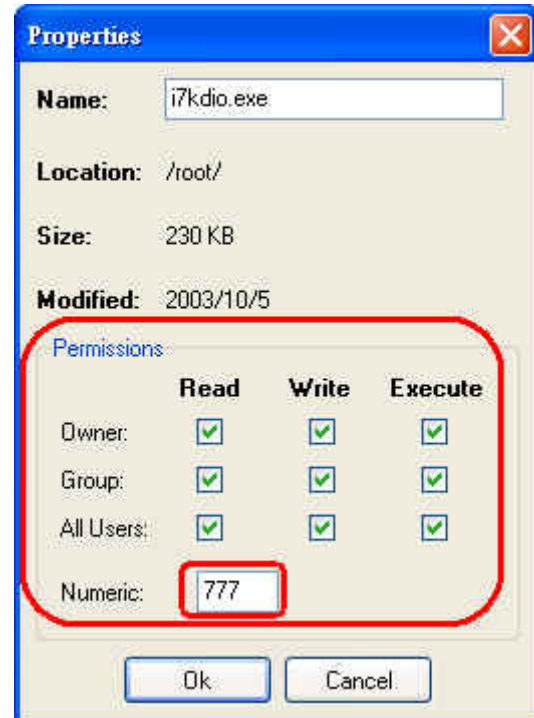 Properties
Name: i7kdio.exe
Location: /root/
Size: 230 KB
Modified: 2003/10/5
Permissions
Read Write Execute
Owner:
Group:
All Users:
Numeric: 777
Ok Cancel